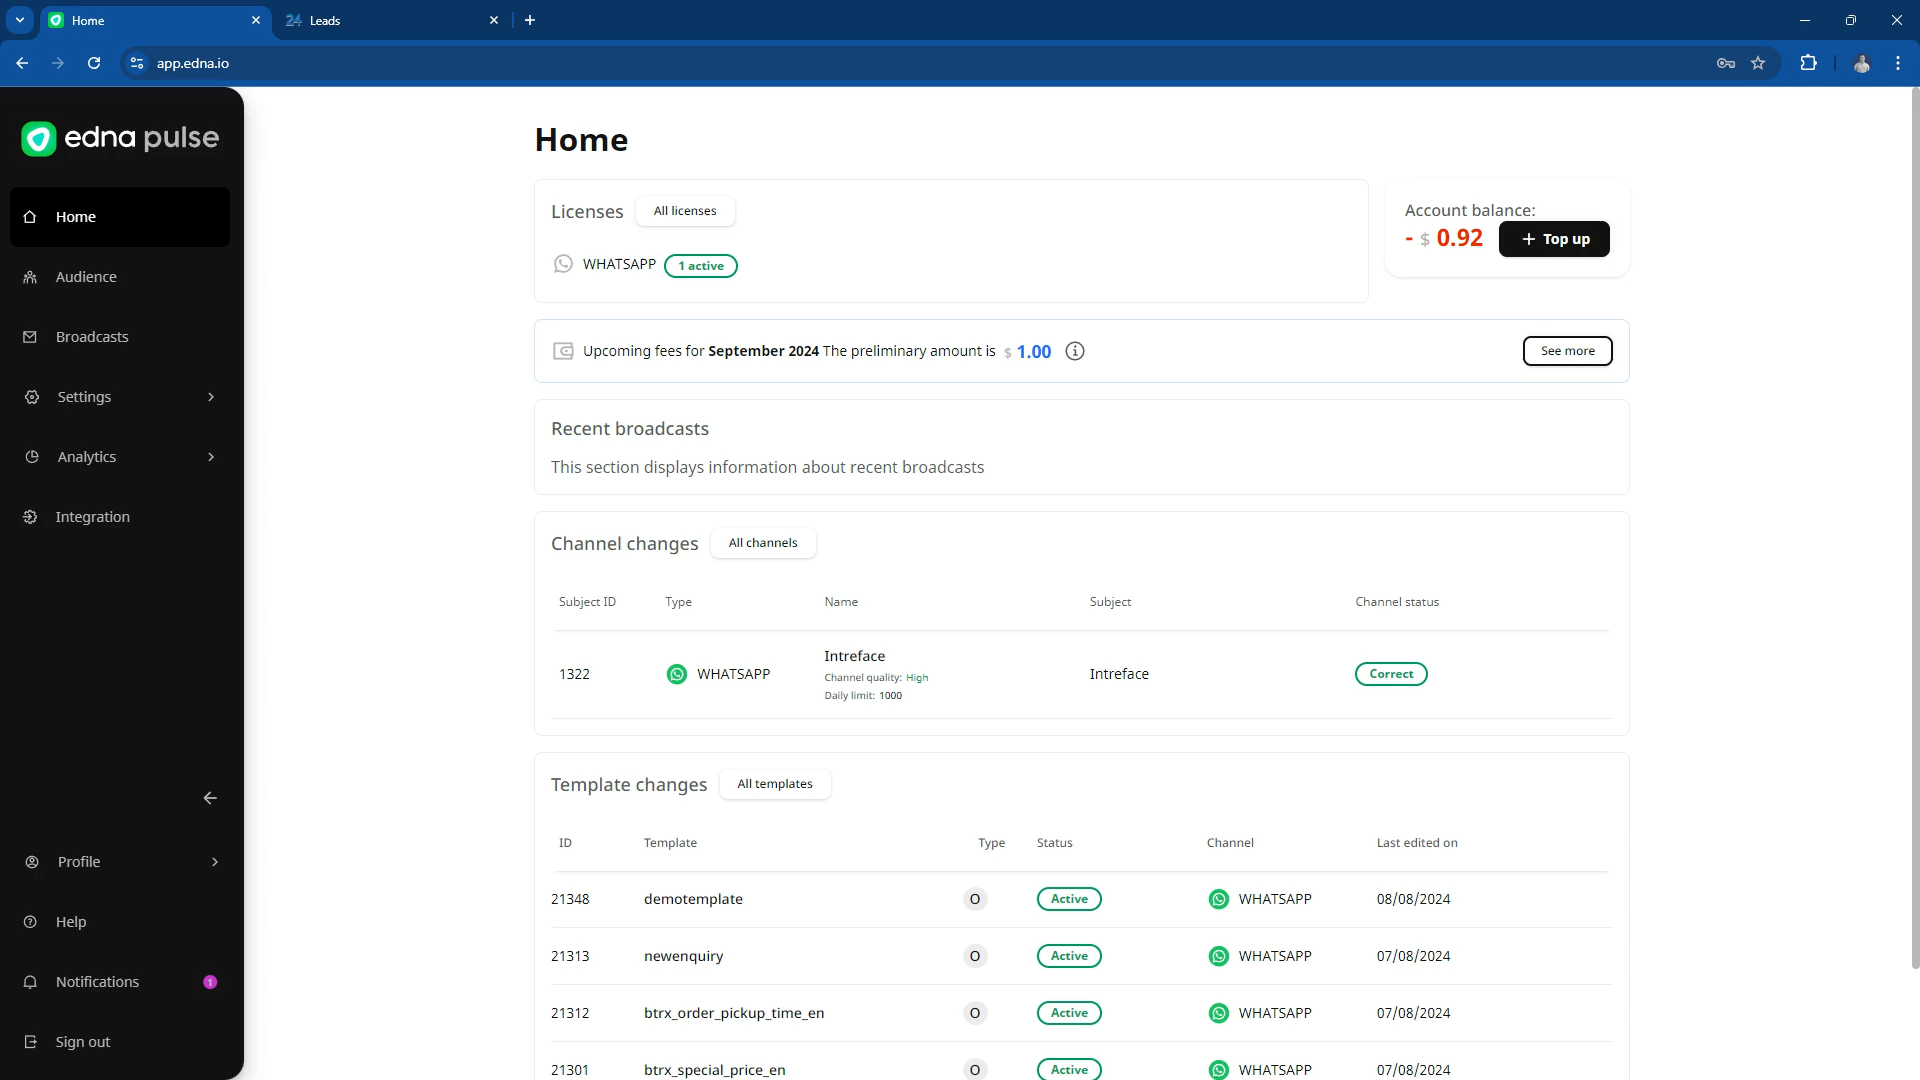 Home
24 Leads
app.edna.io
edna pulse
Home
Audience
Broadcasts
Settings
Analytics
Integration
Profile
Help
Notifications 1
Sign out
Home
Licenses All licenses
WHATSAPP 1 active
Account balance:
- $ 0.92 + Top up
Upcoming fees for September 2024 The preliminary amount is $ 1.00 See more
Recent broadcasts
This section displays information about recent broadcasts
Channel changes All channels
Subject ID Type Name Subject Channel status
1322 WHATSAPP Intreface Intreface Correct
Channel quality: High
Daily limit: 1000
Template changes All templates
ID Template Type Status Channel Last edited on
21348 demotemplate O Active WHATSAPP 08/08/2024
21313 newenquiry O Active WHATSAPP 07/08/2024
21312 btrx_order_pickup_time_en O Active WHATSAPP 07/08/2024
21301 btrx_special_price_en O Active WHATSAPP 07/08/2024